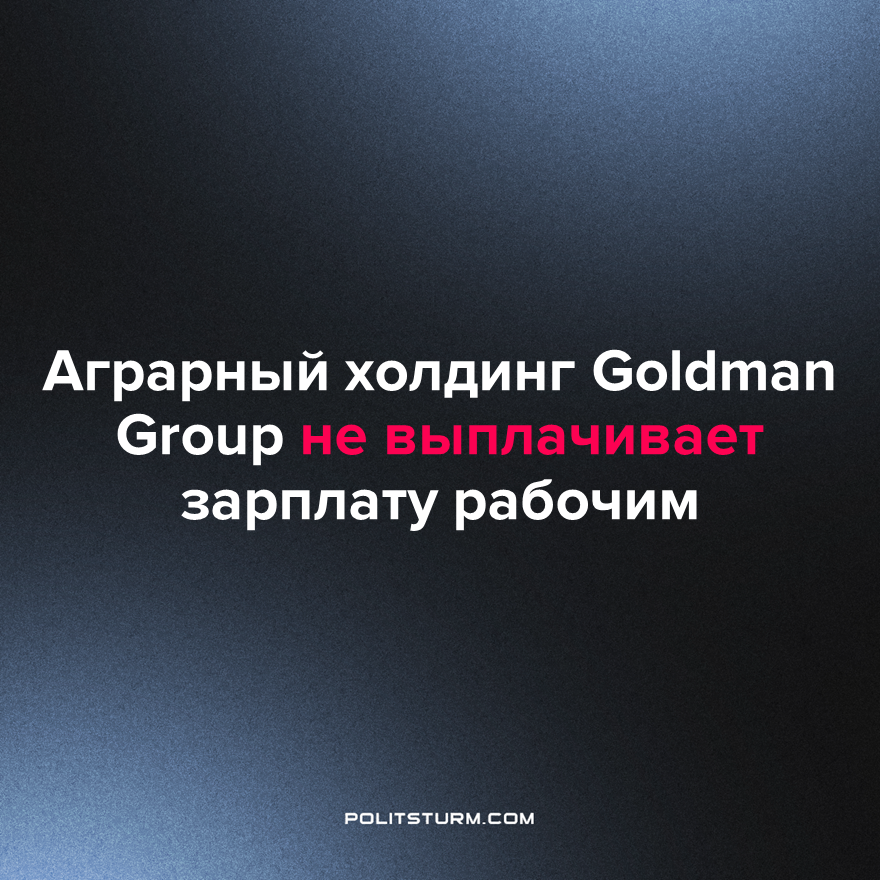 Аграрный холдинг Goldman
Group не выплачивает
зарплату рабочим
POLITSTURM.COM